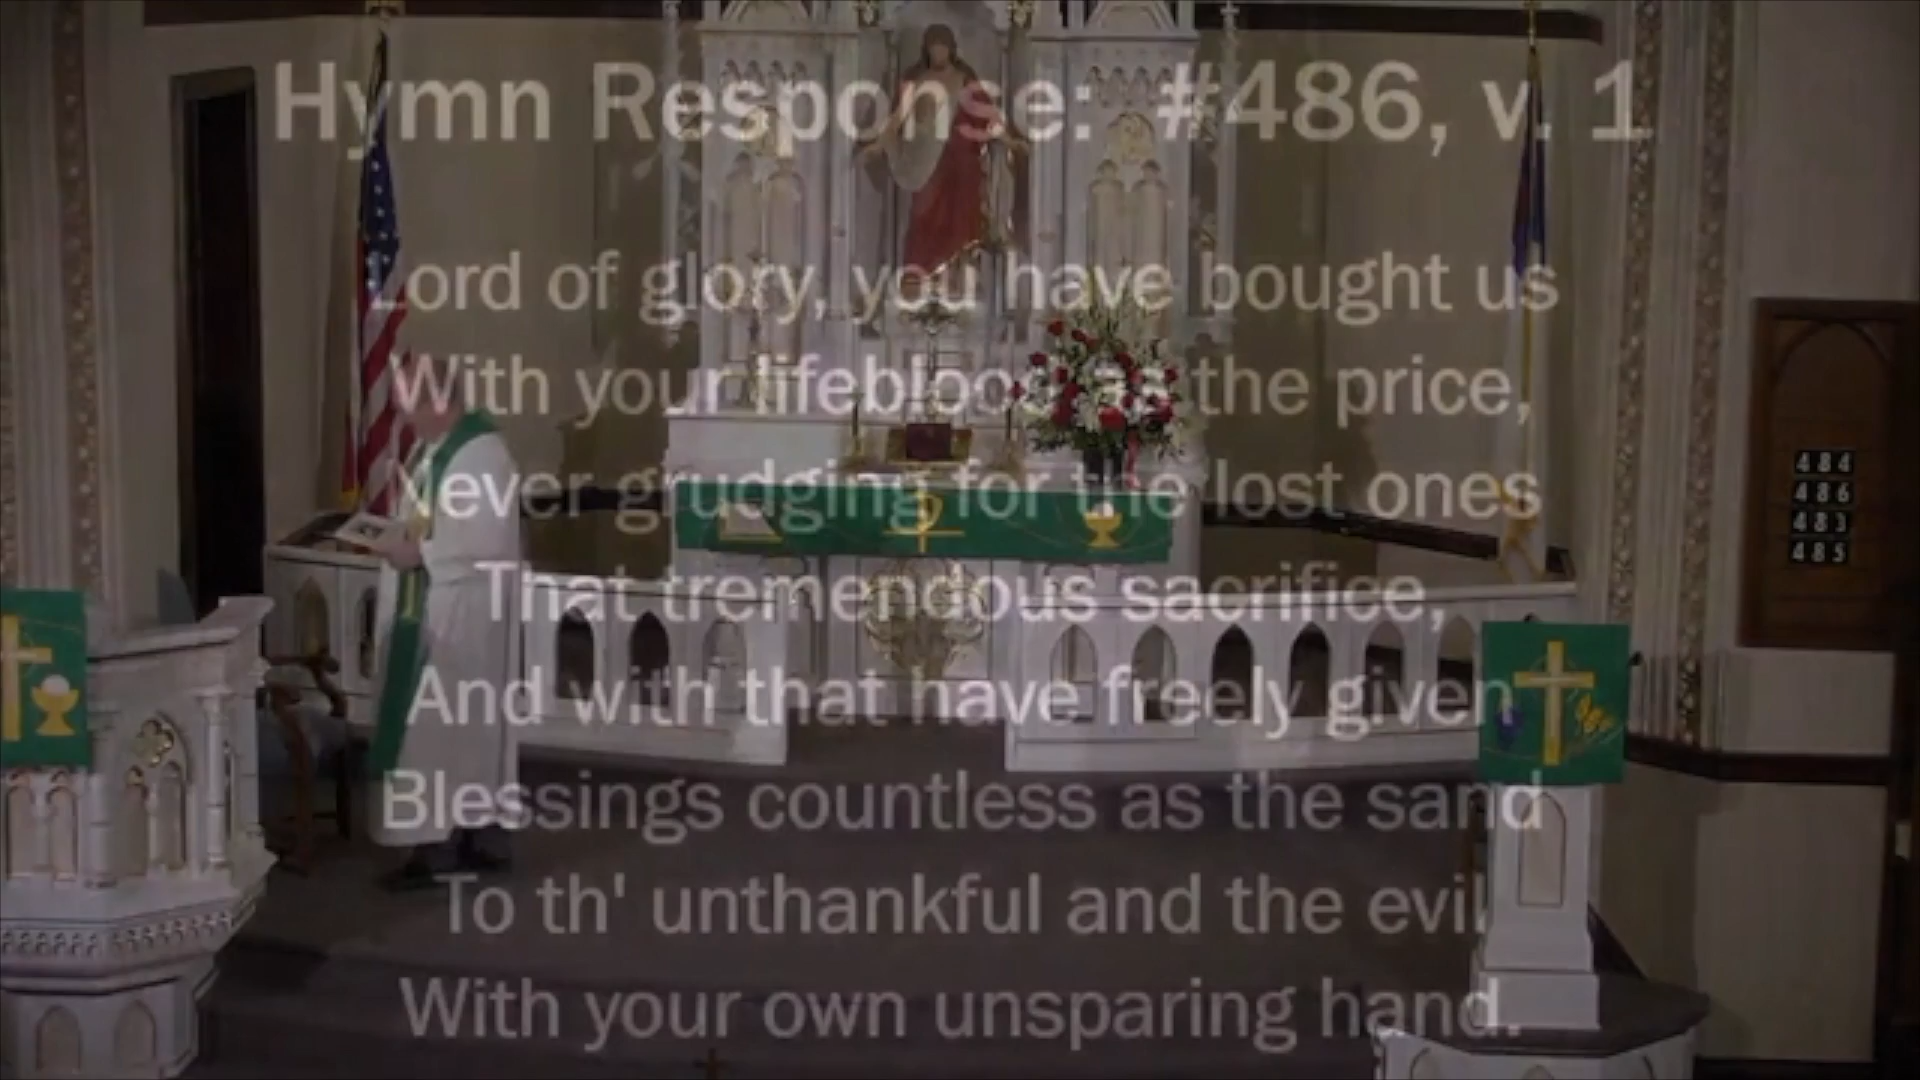 Hymn Response: #486, v. 1
Lord of glory, you have bought us
With your lifeblood as the price,
Never grudging for the lost ones
That tremendous sacrifice,
And with that have freely given
Blessings countless as the sand
To th' unthankful and the evil
With your own unsparing hand.
484
486
483
485